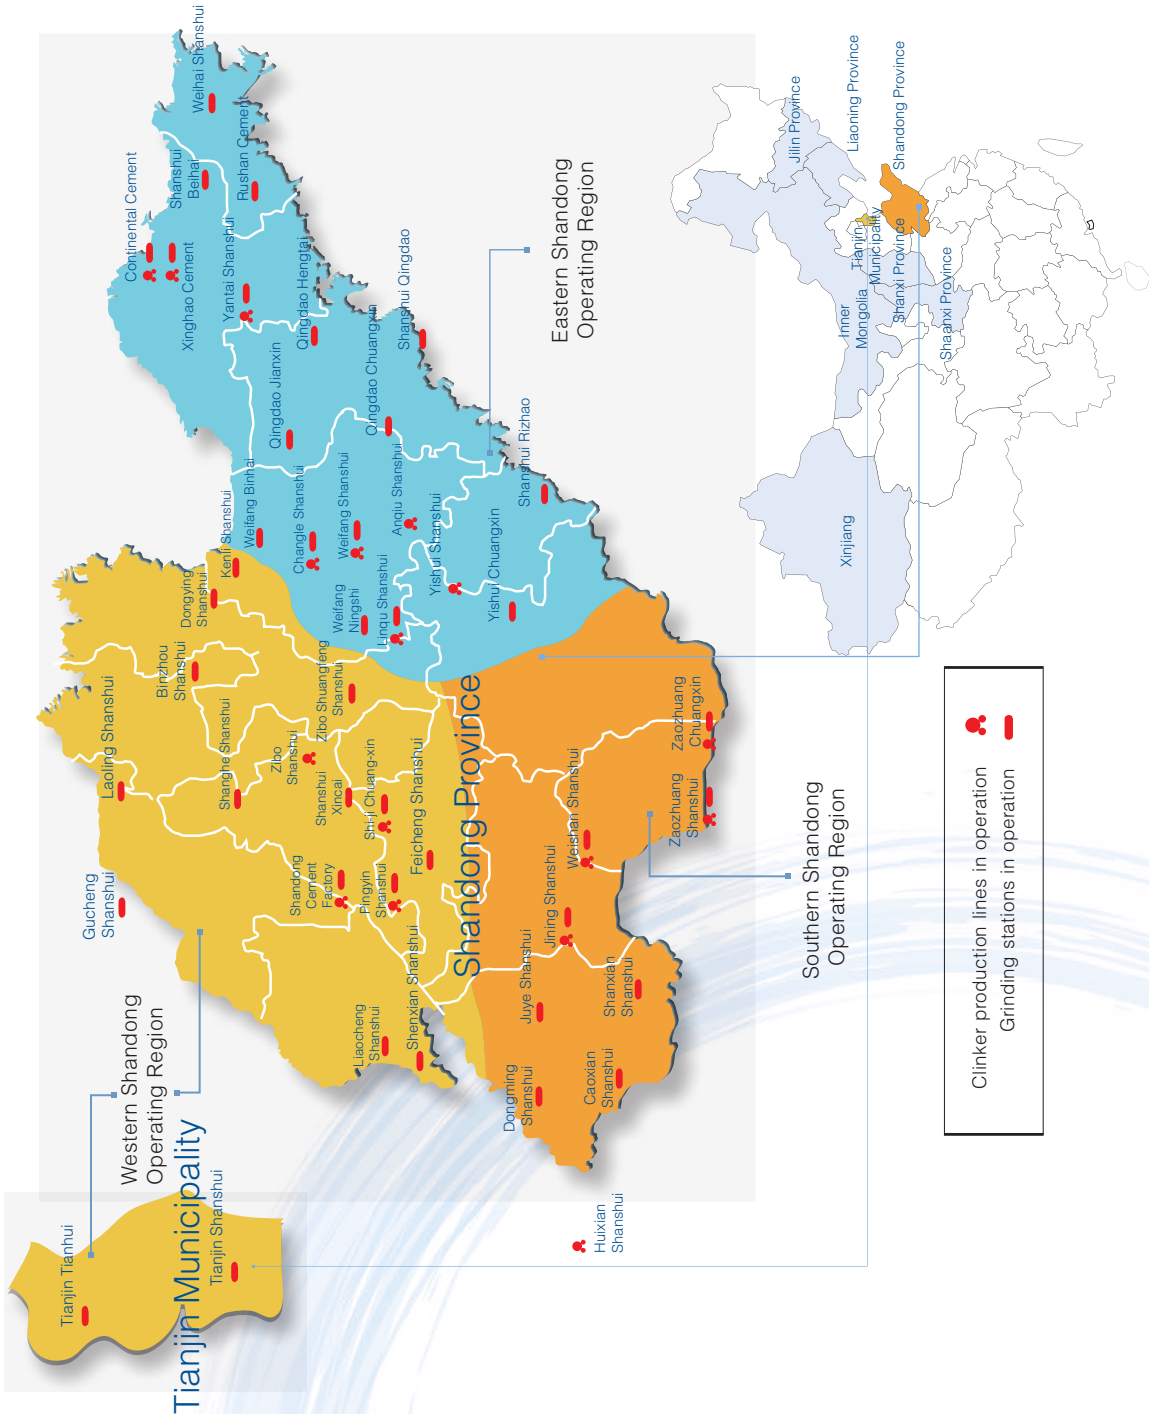 Tianjin Municipality
Tianjin Tianhui
Tianjin Shanshui
Western Shandong
Operating Region
Gucheng
Shanshui
Laoling Shanshui
Binzhou
Shanshui
Dongying
Shanshui
Kenli Shanshui
Shanghe Shanshui
Zibo
Shanshui
Zibo Shuangfeng
Shanshui
Shanshui
Xincai
Shi-ji Chuang-xin
Shandong
Cement
Factory
Pingyin
Shanshui
Feicheng Shanshui
Liaocheng
Shanshui
Shenxian Shanshui
Shandong Province
Continental Cement
Xinghao Cement
Shanshui
Beihai
Weihai Shanshui
Rushan Cement
Yantai Shanshui
Qingdao Hengtai
Qingdao Jianxin
Qingdao Chuangxin
Shanshui Qingdao
Weifang Binhai
Changle Shanshui
Weifang Shanshui
Anqiu Shanshui
Weifang
Ningshi
Linqu Shanshui
Yishui Shanshui
Yishui Chuangxin
Shanshui Rizhao
Eastern Shandong
Operating Region
Dongming
Shanshui
Juye Shanshui
Jining Shanshui
Weishan Shanshui
Caoxian
Shanshui
Shanxian
Shanshui
Zaozhuang
Shanshui
Zaozhuang
Chuangxin
Huixian
Shanshui
Southern Shandong
Operating Region
Xinjiang
Inner
Mongolia
Tianjin
Municipality
Jilin Province
Liaoning Province
Shandong Province
Shanxi Province
Shaanxi Province
Clinker production lines in operation
Grinding stations in operation